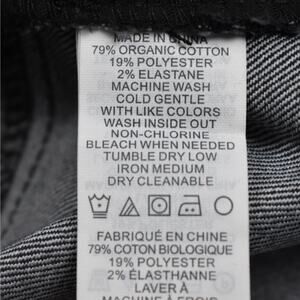 MADE IN CHINA
79% ORGANIC COTTON
19% POLYESTER
2% ELASTANE
MACHINE WASH
COLD GENTLE
WITH LIKE COLORS
WASH INSIDE OUT
NON-CHLORINE
BLEACH WHEN NEEDED
TUMBLE DRY LOW
IRON MEDIUM
DRY CLEANABLE
FABRIQUÉ EN CHINE
79% COTON BIOLOGIQUE
19% POLYESTER
2% ÉLASTHANNE
LAVER À
MACHINE À FROID